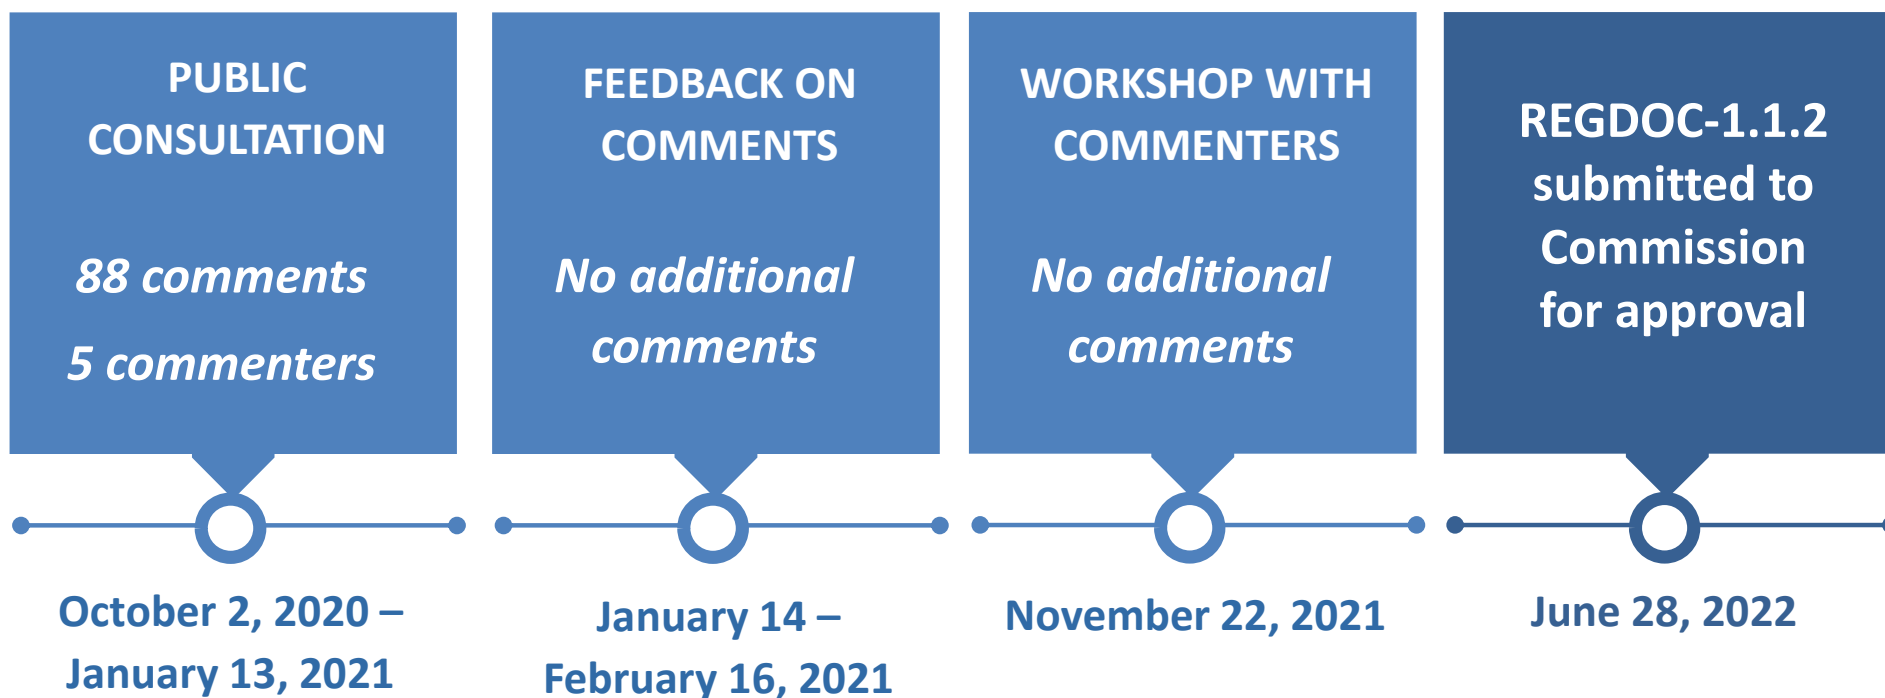 PUBLIC
CONSULTATION
88 comments
5 commenters
October 2, 2020 –
January 13, 2021
FEEDBACK ON
COMMENTS
No additional
comments
January 14 –
February 16, 2021
WORKSHOP WITH
COMMENTERS
No additional
comments
November 22, 2021
REGDOC-1.1.2
submitted to
Commission
for approval
June 28, 2022